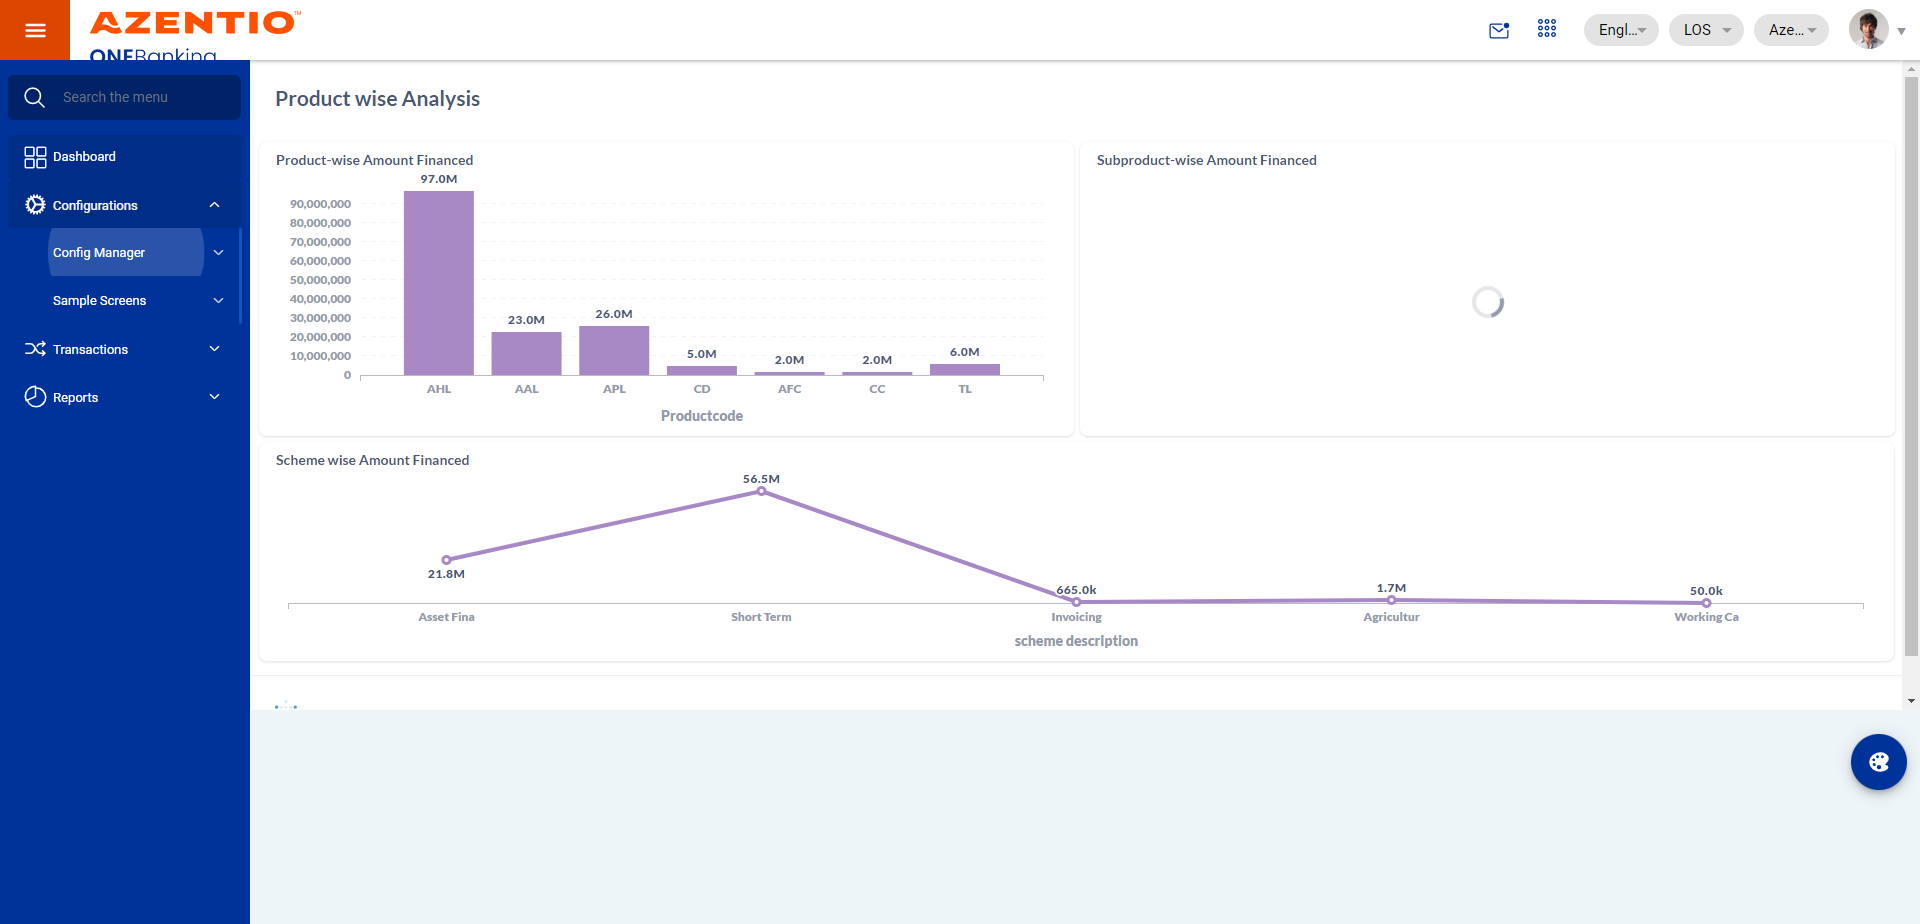 AZENTIO™
ONEBanking
Engl...
LOS
Aze...
Search the menu
Dashboard
Configurations
Config Manager
Sample Screens
Transactions
Reports
Product wise Analysis
Product-wise Amount Financed
97.0M
90,000,000
80,000,000
70,000,000
60,000,000
50,000,000
40,000,000
30,000,000
20,000,000
10,000,000
0
23.0M
26.0M
5.0M
2.0M
2.0M
6.0M
AHL
AAL
APL
CD
AFC
CC
TL
Productcode
Subproduct-wise Amount Financed
Scheme wise Amount Financed
56.5M
21.8M
665.0k
1.7M
50.0k
Asset Fina
Short Term
Invoicing
Agricultur
Working Ca
scheme description